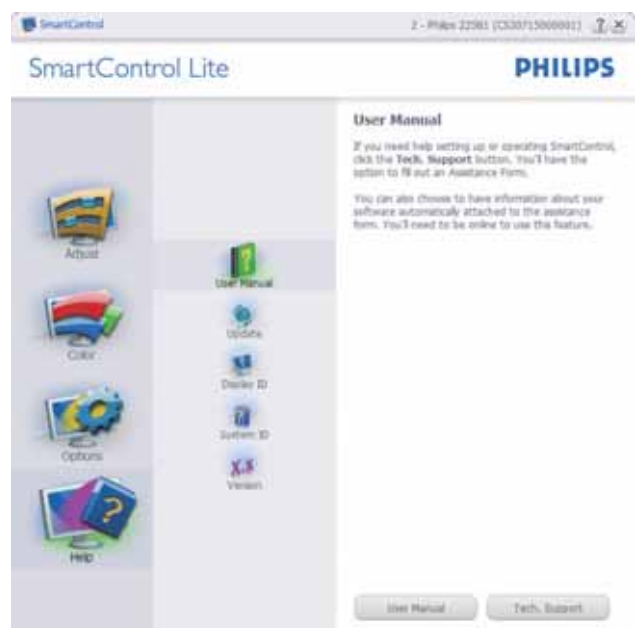 SmartControl
2 - Philips 225B1 (CS30715000001)
?
SmartControl Lite
PHILIPS
Adjust
Color
Options
Help
User Manual
Update
Display ID
System ID
X.X
Version
User Manual
If you need help setting up or operating SmartControl,
click the Tech. Support button. You'll have the
option to fill out an Assistance Form.
You can also choose to have information about your
software automatically attached to the assistance
form. You'll need to be online to use this feature.
User Manual
Tech. Support